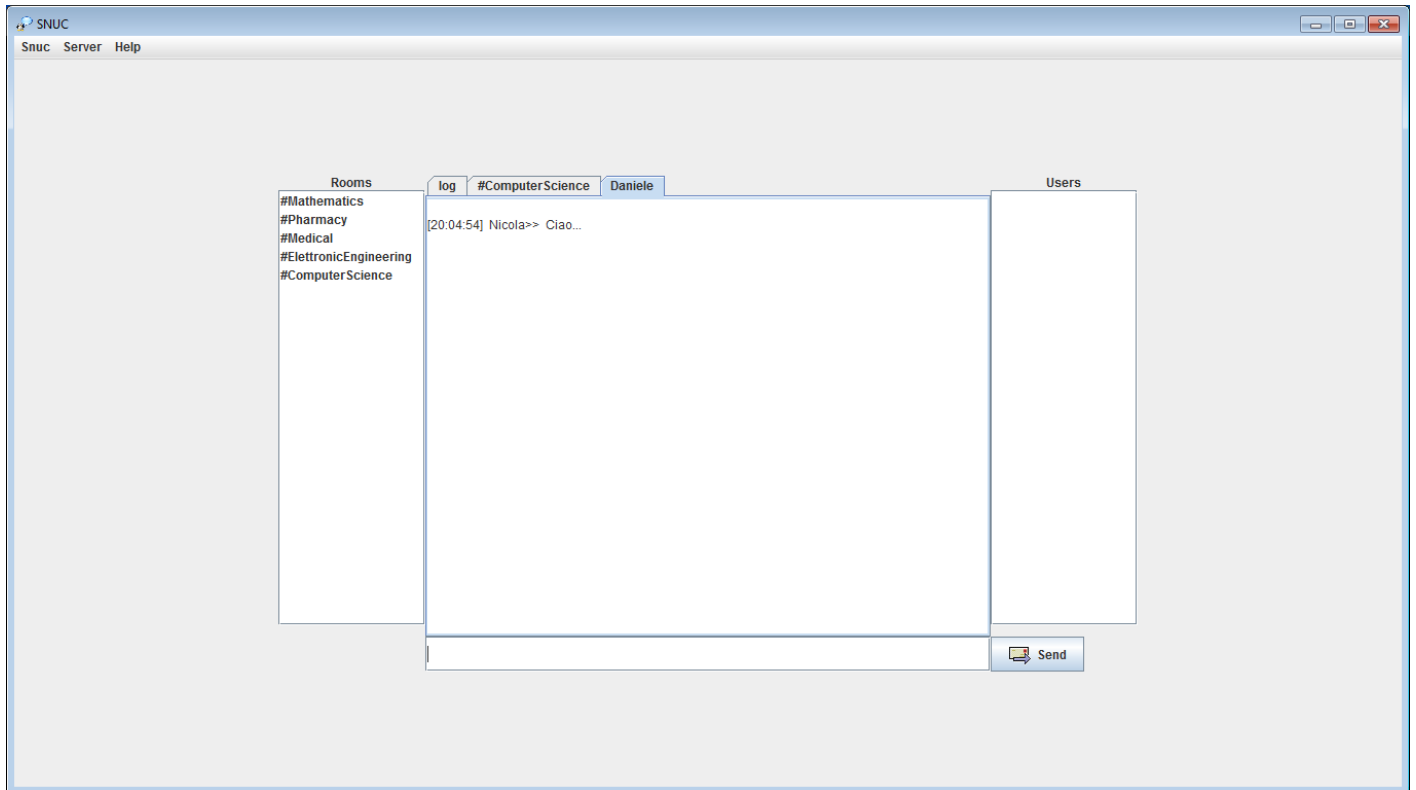 SNUC
Snuc Server Help
Rooms
log #ComputerScience Daniele
Users
#Mathematics
#Pharmacy
#Medical
#ElettronicEngineering
#ComputerScience
[20:04:54] Nicola>> Ciao...
Send